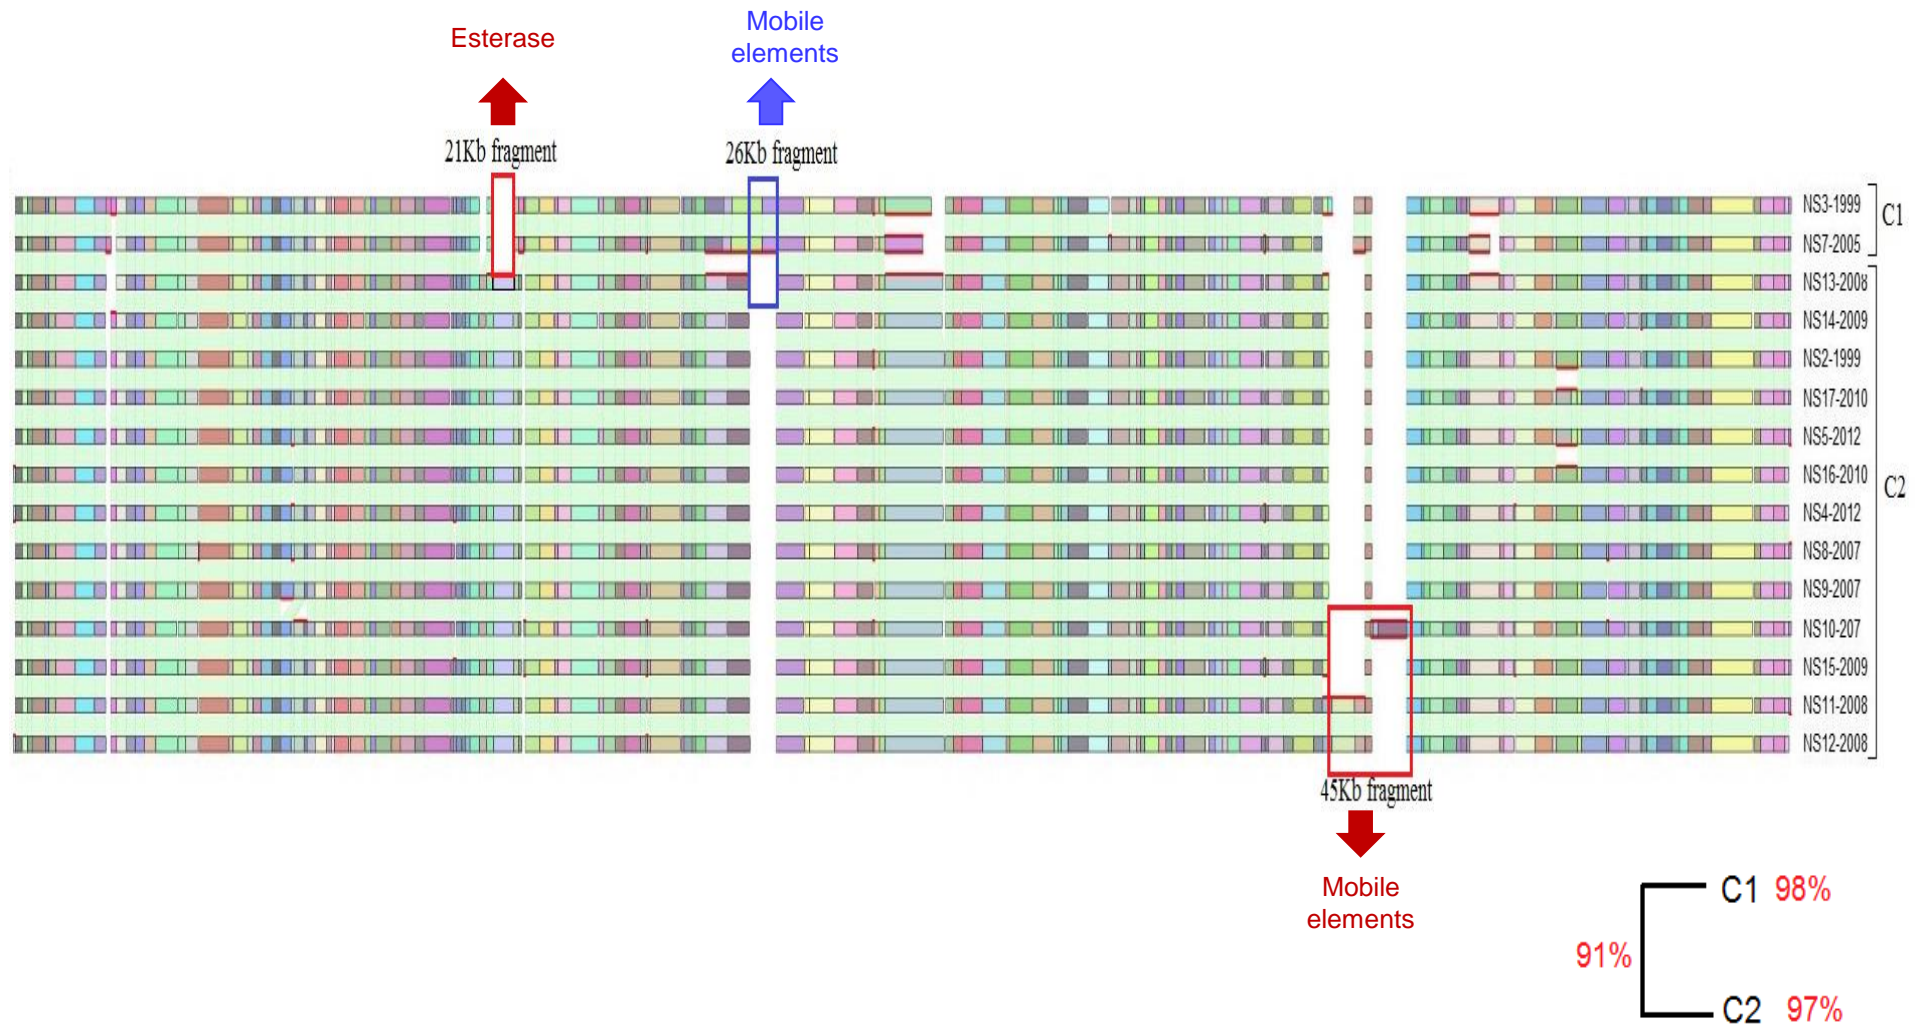 Esterase
Mobile
elements
21Kb fragment
26Kb fragment
NS3-1999
C1
NS7-2005
NS13-2008
NS14-2009
NS2-1999
NS17-2010
NS5-2012
NS16-2010
C2
NS4-2012
NS8-2007
NS9-2007
NS10-207
NS15-2009
NS11-2008
NS12-2008
45Kb fragment
Mobile
elements
C1 98%
91%
C2 97%